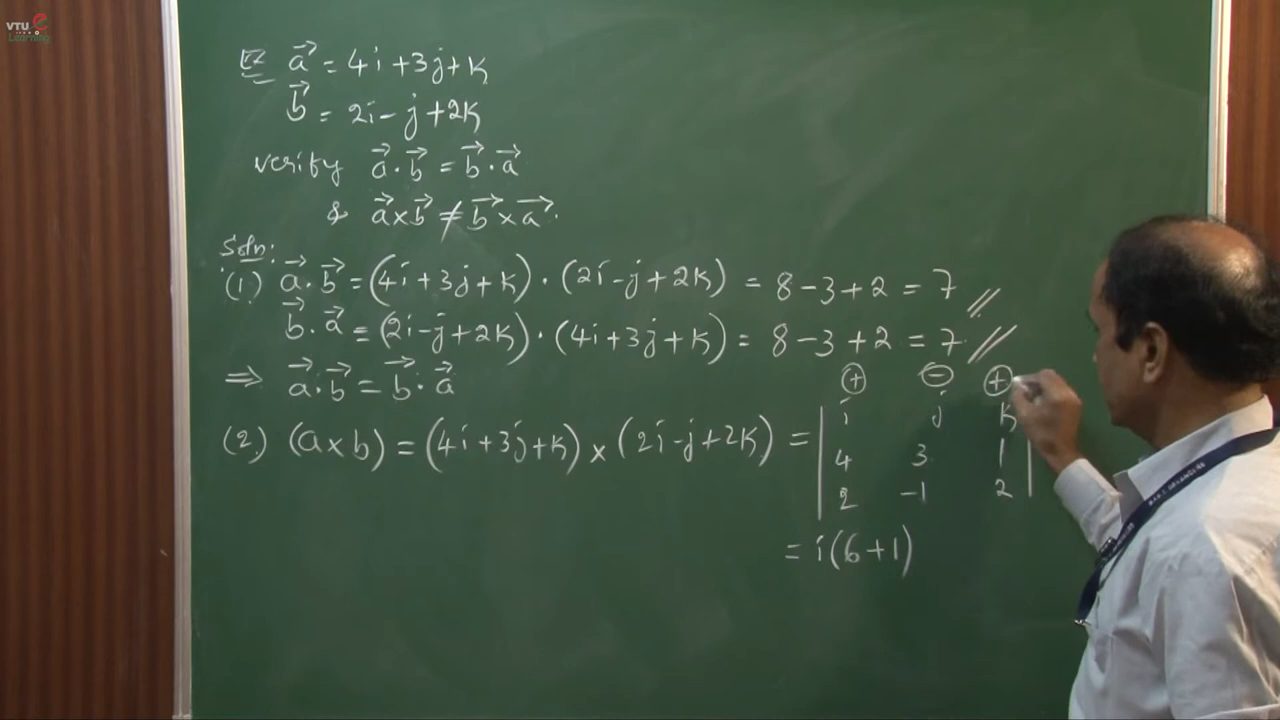 VTU e
Learning
Ex a⃗ = 4i + 3j + k
b⃗ = 2i - j + 2k
verify a⃗ · b⃗ = b⃗ · a⃗
& a⃗ x b⃗ ≠ b⃗ x a⃗.
Soln:
(1) a⃗ · b⃗ = (4i + 3j + k) · (2i - j + 2k) = 8 - 3 + 2 = 7 //
b⃗ · a⃗ = (2i - j + 2k) · (4i + 3j + k) = 8 - 3 + 2 = 7 //
⇒ a⃗ · b⃗ = b⃗ · a⃗
⊕ ⊖ ⊕
(2) (a x b) = (4i + 3j + k) x (2i - j + 2k) = | i j k |
4 3 1
2 -1 2
= i(6 + 1)